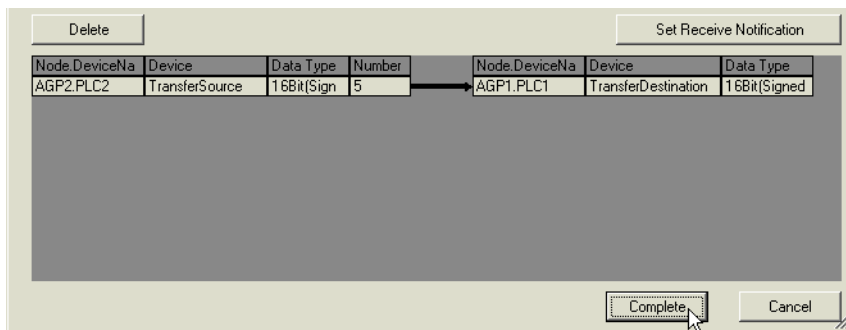 Delete Set Receive Notification
Node.DeviceNa Device Data Type Number Node.DeviceNa Device Data Type
AGP2.PLC2 TransferSource 16Bit(Sign 5 AGP1.PLC1 TransferDestination 16Bit(Signed
Complete Cancel